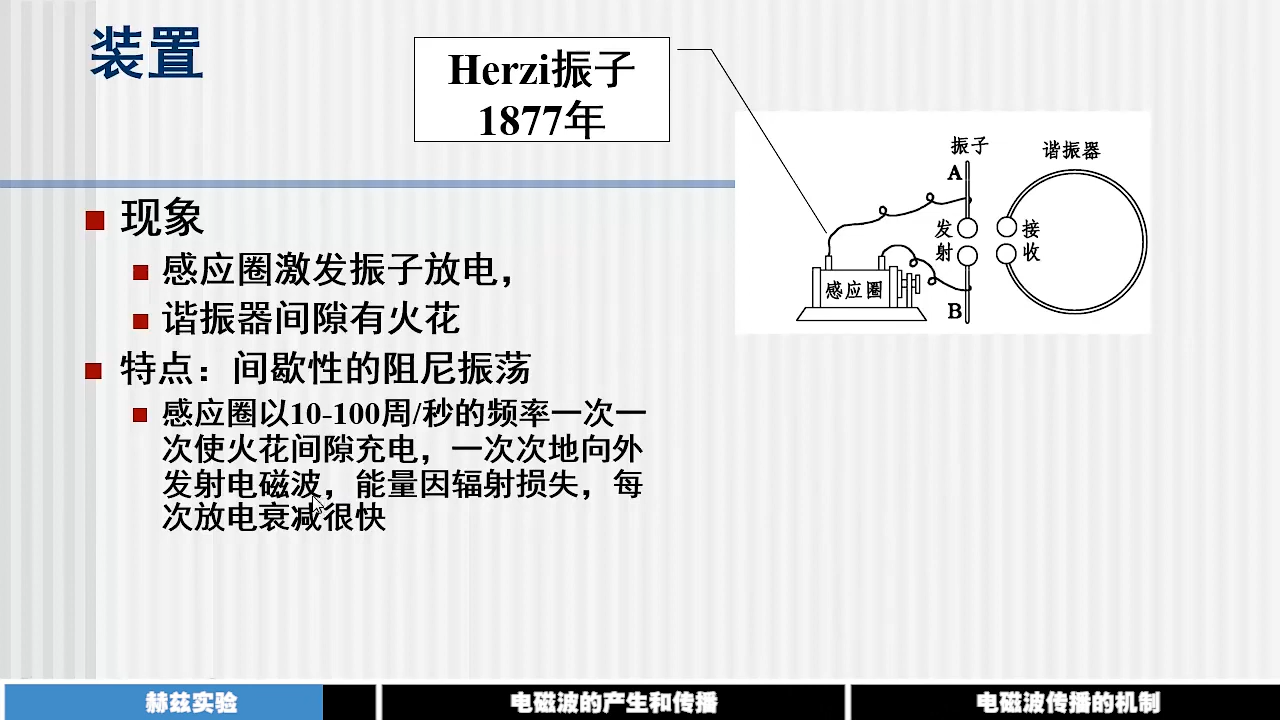 装置
Herzi振子
1877年
振子
A
谐振器
发
射
接
收
感应圈
B
现象
感应圈激发振子放电，
谐振器间隙有火花
特点：间歇性的阻尼振荡
感应圈以10-100周/秒的频率一次一
次使火花间隙充电，一次次地向外
发射电磁波，能量因辐射损失，每
次放电衰减很快
赫兹实验
电磁波的产生和传播
电磁波传播的机制